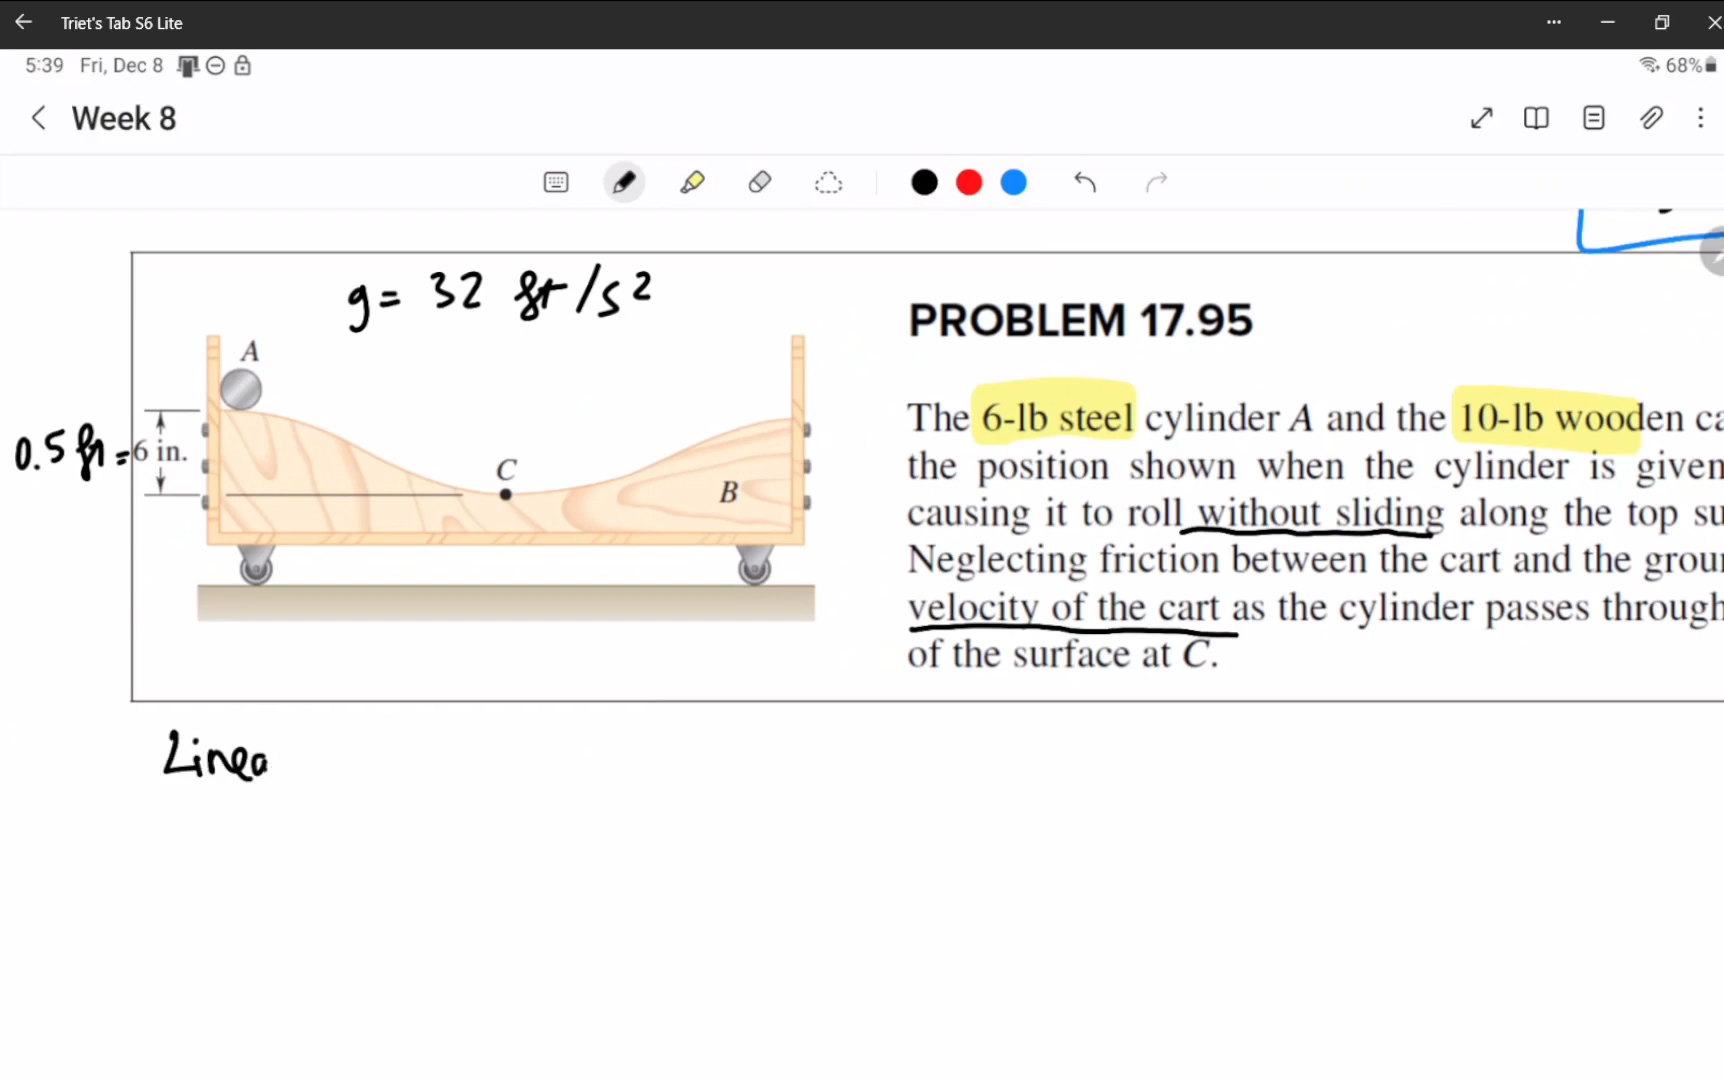 Triet's Tab S6 Lite
5:39 Fri, Dec 8
68%
Week 8
g = 32 ft/s2
PROBLEM 17.95
A
The 6-lb steel cylinder A and the 10-lb wooden ca
0.5 ft = 6 in.
the position shown when the cylinder is given
C
B
causing it to roll without sliding along the top su
Neglecting friction between the cart and the grou
velocity of the cart as the cylinder passes through
of the surface at C.
Linea